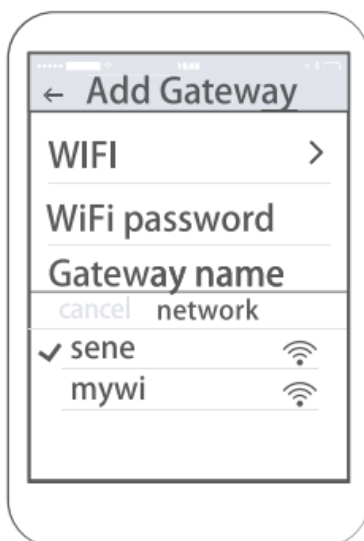 ← Add Gateway
WIFI >
WiFi password
Gateway name
cancel network
✓ sene
mywi